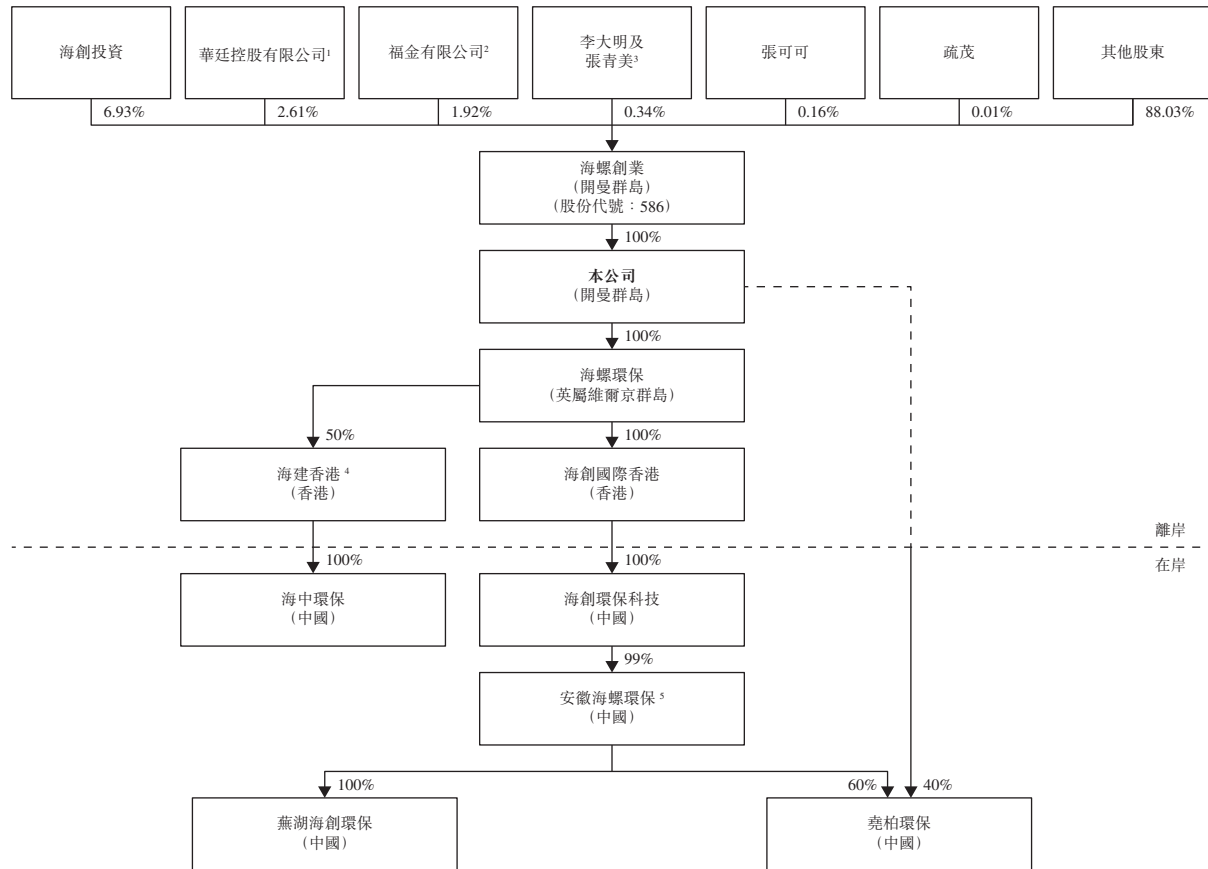 海創投資
華廷控股有限公司¹
福金有限公司²
李大明及
張青美³
張可可
疏茂
其他股東
6.93%
2.61%
1.92%
0.34%
0.16%
0.01%
88.03%
海螺創業
(開曼群島)
(股份代號：586)
100%
本公司
(開曼群島)
100%
海螺環保
(英屬維爾京群島)
50%
100%
海建香港⁴
(香港)
海創國際香港
(香港)
離岸
在岸
100%
100%
海中環保
(中國)
海創環保科技
(中國)
99%
安徽海螺環保⁵
(中國)
100%
60%
40%
蕪湖海創環保
(中國)
堯柏環保
(中國)